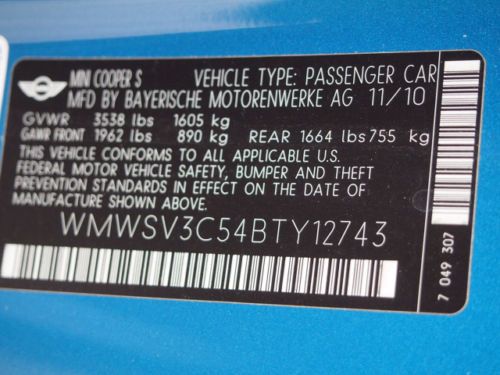 MINI COOPER S VEHICLE TYPE: PASSENGER CAR
MFD BY BAYERISCHE MOTORENWERKE AG 11/10
GVWR 3538 lbs 1605 kg
GAWR FRONT 1962 lbs 890 kg REAR 1664 lbs 755 kg
THIS VEHICLE CONFORMS TO ALL APPLICABLE
FEDERAL MOTOR VEHICLE SAFETY, BUMPER AND THEFT
PREVENTION STANDARDS IN EFFECT ON THE DATE OF
MANUFACTURE SHOWN ABOVE.
WMWSV3C54BTY12743
7 049 307